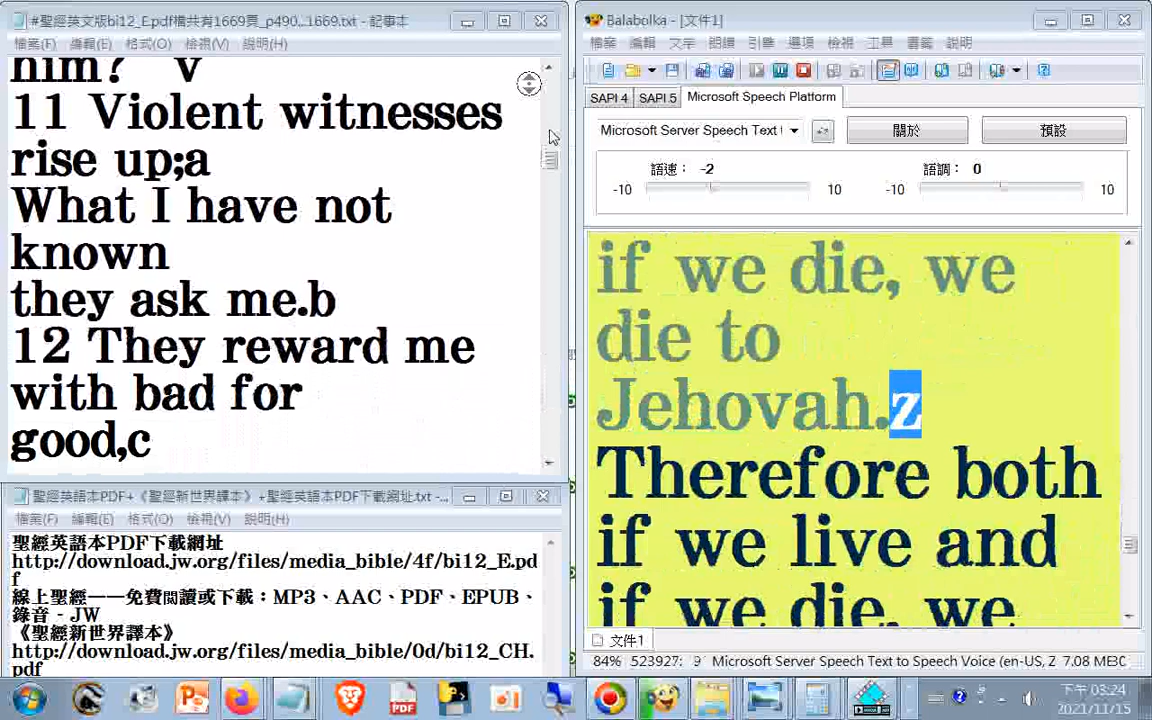 #聖經英文版bi12_E.pdf檔共有1669頁_p490,..1669.txt - 記事本
檔案(F) 編輯(E) 格式(O) 檢視(V) 說明(H)
him?  v
11 Violent witnesses
rise up;a
What I have not
known
they ask me.b
12 They reward me
with bad for
good,c
聖經英語本PDF+《聖經新世界譯本》+聖經英語本PDF下載網址.txt -...
檔案(F) 編輯(E) 格式(O) 檢視(V) 說明(H)
聖經英語本PDF下載網址
http://download.jw.org/files/media_bible/4f/bi12_E.pd
f
線上聖經——免費閱讀或下載：MP3、AAC、PDF、EPUB、
錄音 - JW
《聖經新世界譯本》
http://download.jw.org/files/media_bible/0d/bi12_CH.
pdf
Balabolka - [文件1]
檔案 編輯 文字 朗讀 引擎 選項 檢視 工具 書籤 說明
SAPI 4 SAPI 5 Microsoft Speech Platform
Microsoft Server Speech Text 關於 預設
語速： -2 語調： 0
-10 10 -10 10
if we die, we
die to
Jehovah.z
Therefore both
if we live and
if we die, we
文件1
84% 523927: 9 Microsoft Server Speech Text to Speech Voice (en-US, Z 7.08 MB
下午 03:24
2021/11/15